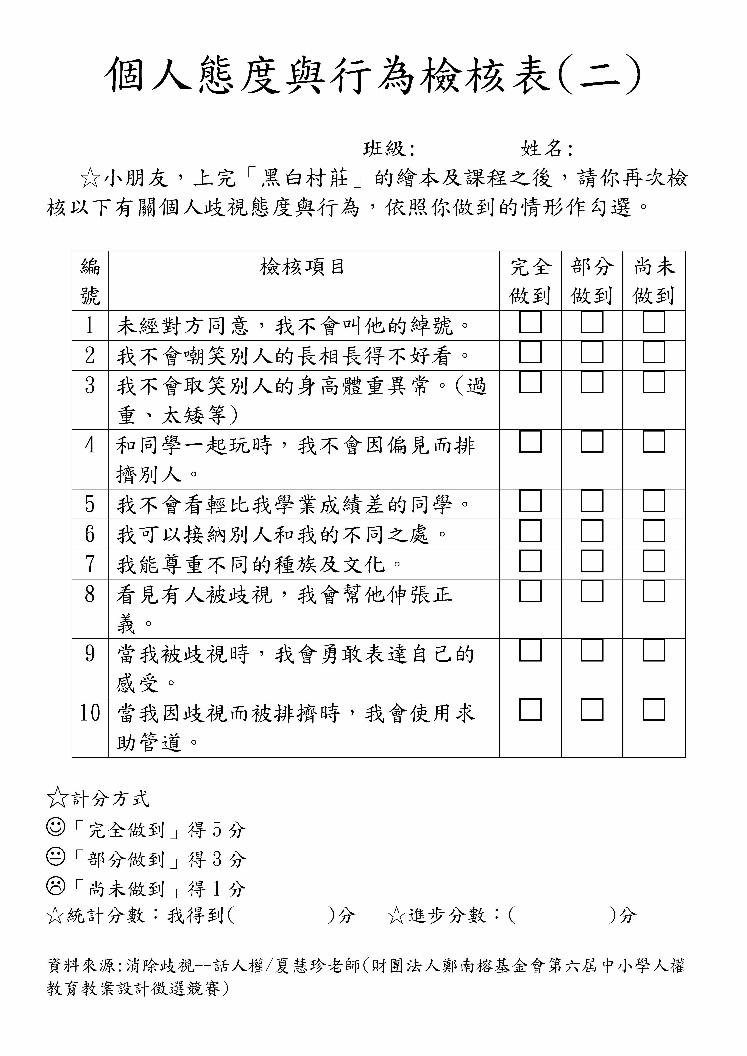 個人態度與行為檢核表(二)
班級: 姓名:
☆小朋友，上完「黑白村莊」的繪本及課程之後，請你再次檢
核以下有關個人歧視態度與行為，依照你做到的情形作勾選。
編號 檢核項目 完全做到 部分做到 尚未做到
1 未經對方同意，我不會叫他的綽號。 □ □ □
2 我不會嘲笑別人的長相長得不好看。 □ □ □
3 我不會取笑別人的身高體重異常。(過 □ □ □
重、太矮等)
4 和同學一起玩時，我不會因偏見而排 □ □ □
擠別人。
5 我不會看輕比我學業成績差的同學。 □ □ □
6 我可以接納別人和我的不同之處。 □ □ □
7 我能尊重不同的種族及文化。 □ □ □
8 看見有人被歧視，我會幫他伸張正 □ □ □
義。
9 當我被歧視時，我會勇敢表達自己的 □ □ □
感受。
10 當我因歧視而被排擠時，我會使用求 □ □ □
助管道。
☆計分方式
☺「完全做到」得 5 分
😐「部分做到」得 3 分
☹「尚未做到」得 1 分
☆統計分數：我得到( )分 ☆進步分數：( )分
資料來源:消除歧視--話人權/夏慧珍老師(財團法人鄭南榕基金會第六屆中小學人權
教育教案設計徵選競賽)